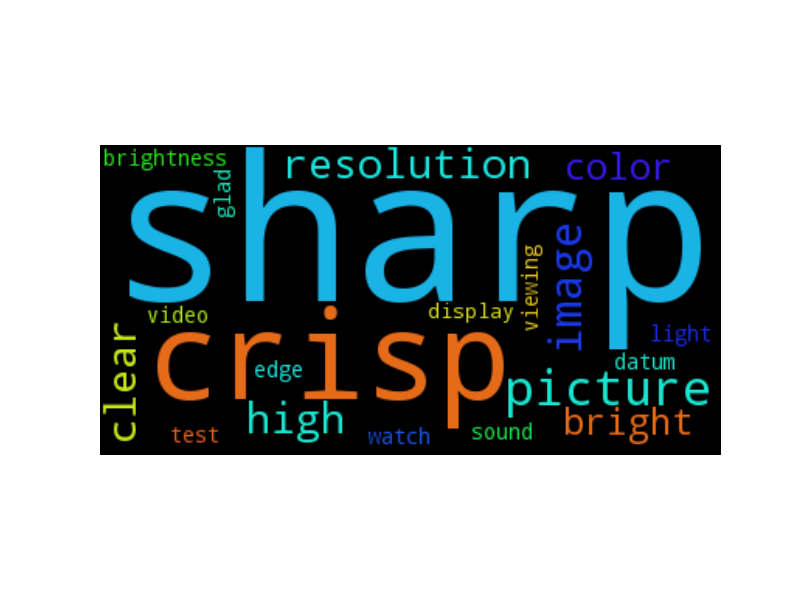 brightness
resolution
color
glad
sharp
viewing
image
video
display
light
clear
crisp
edge
datum
picture
high
bright
test
watch
sound